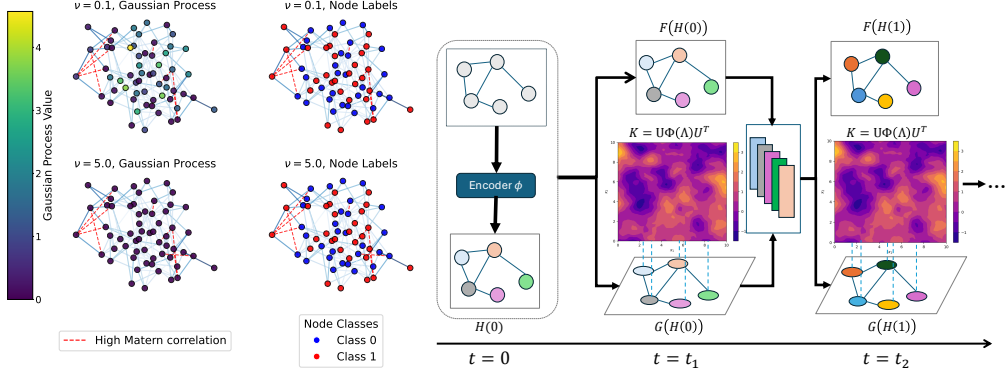 ν = 0.1, Gaussian Process
ν = 0.1, Node Labels
ν = 5.0, Gaussian Process
ν = 5.0, Node Labels
Gaussian Process Value
4
3
2
1
0
High Matern correlation
Node Classes
Class 0
Class 1
Encoder ϕ
H(0)
F(H(0))
K = UΦ(Λ)U^T
G(H(0))
F(H(1))
K = UΦ(Λ)U^T
G(H(1))
...
t = 0
t = t₁
t = t₂